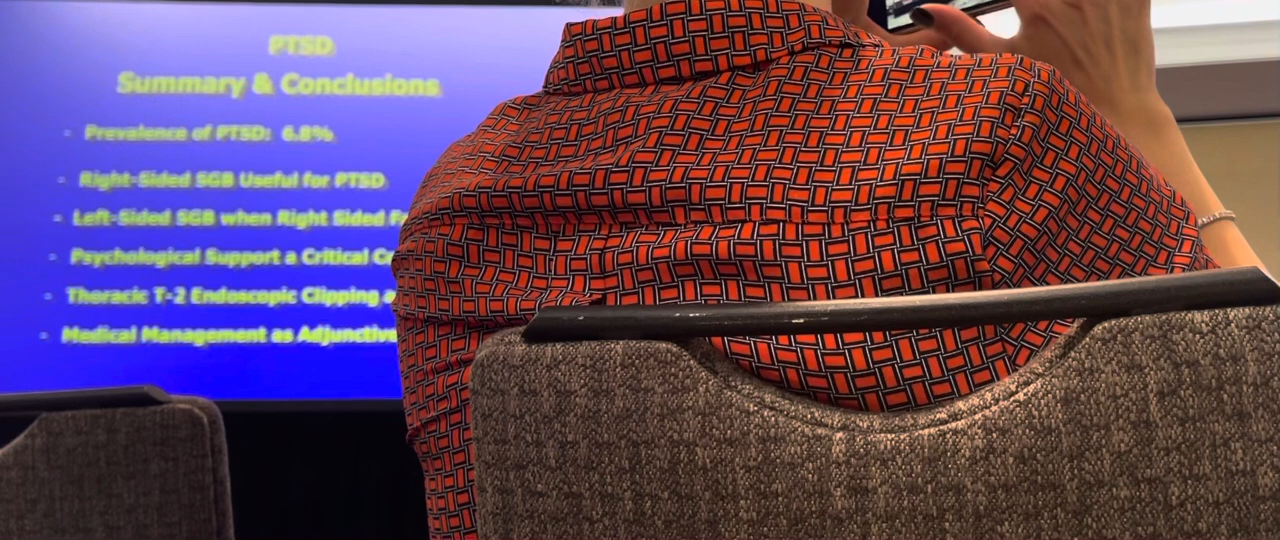 PTSD
Summary & Conclusions
Prevalence of PTSD: 6.8%
Right-Sided SGB Useful for PTSD
Left-Sided SGB when Right Sided
Psychological Support a Critical
Thoracic T-2 Endoscopic Clipping
Medical Management as Adjunctive